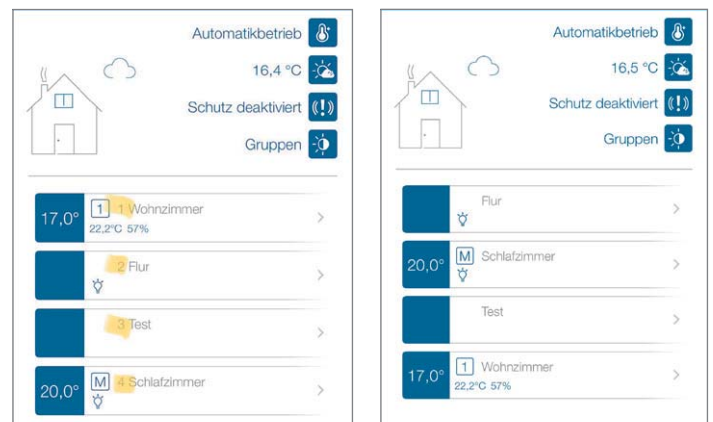 Automatikbetrieb
16,4 °C
Schutz deaktiviert
Gruppen
17,0° 1 1 Wohnzimmer
22,2°C 57%
2 Flur
3 Test
20,0° M 4 Schlafzimmer
Automatikbetrieb
16,5 °C
Schutz deaktiviert
Gruppen
Flur
20,0° M Schlafzimmer
Test
17,0° 1 Wohnzimmer
22,2°C 57%